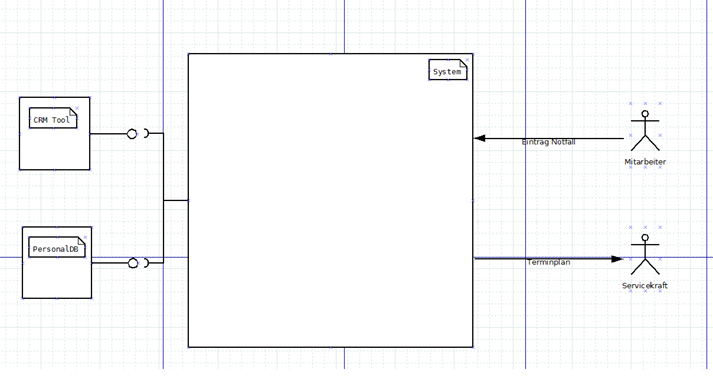 System
CRM Tool
Eintrag Notfall
Mitarbeiter
PersonalDB
Terminplan
Servicekraft